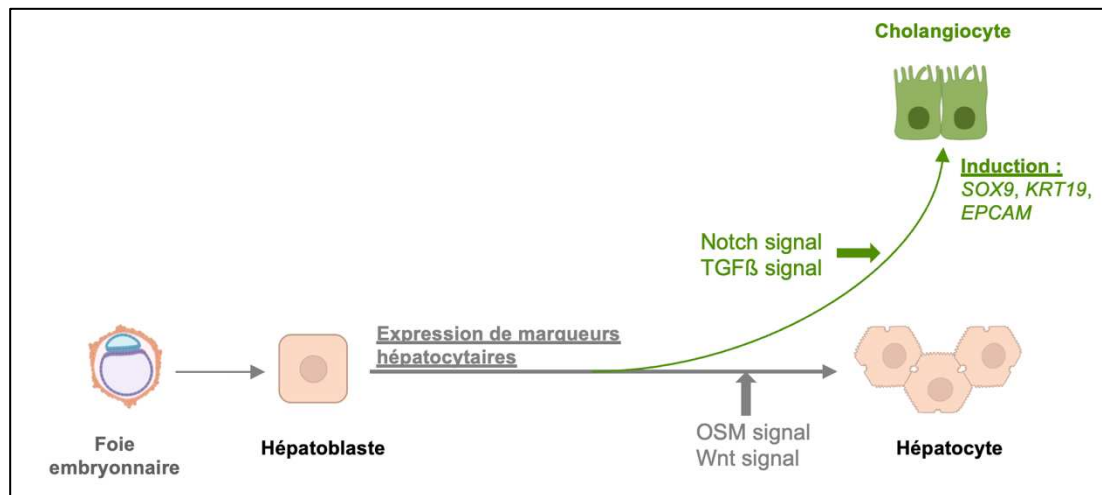 Cholangiocyte
Induction :
SOX9, KRT19,
EPCAM
Notch signal
TGFß signal
Expression de marqueurs
hépatocytaires
OSM signal
Wnt signal
Foie
embryonnaire
Hépatoblaste
Hépatocyte